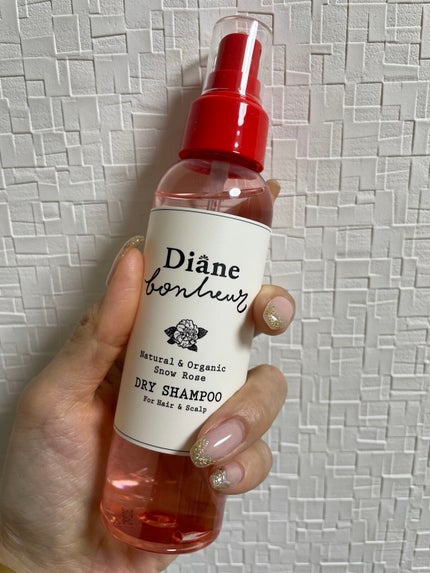 Diane
bonheur
Natural & Organic
Snow Rose
DRY SHAMPOO
For Hair & Scalp